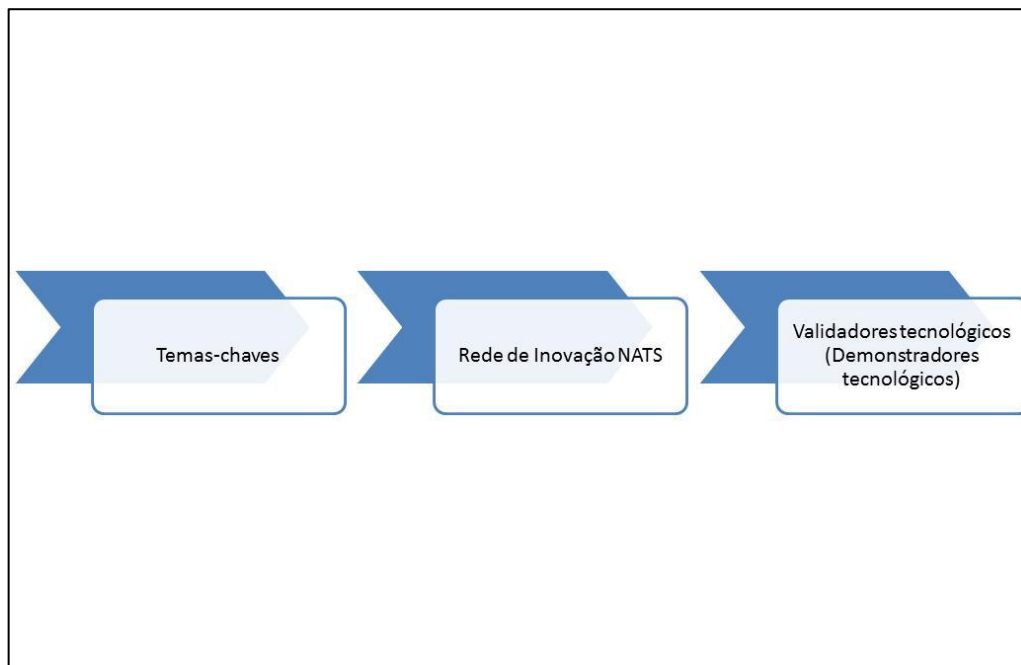 Temas-chaves
Rede de Inovação NATS
Validadores tecnológicos
(Demonstradores
tecnológicos)